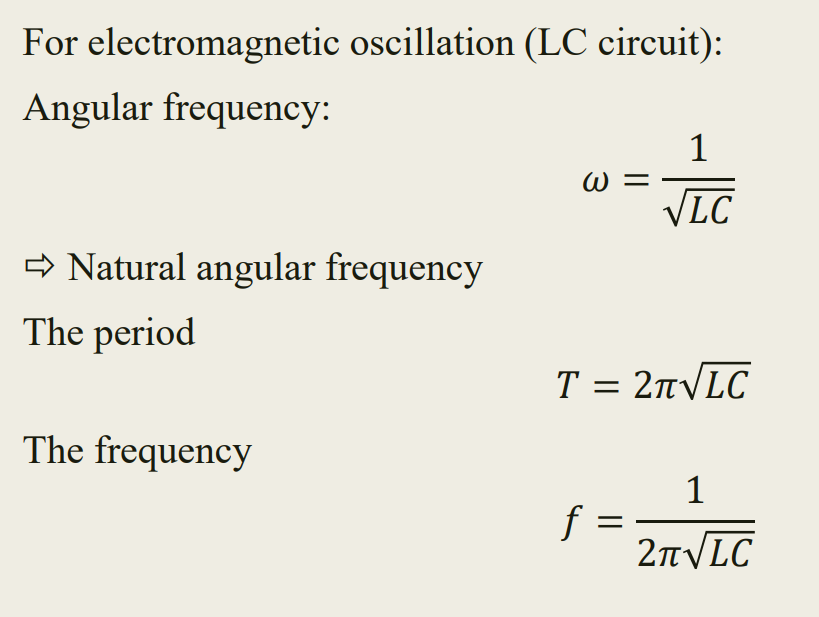 For electromagnetic oscillation (LC circuit):
Angular frequency:
ω = 1/√LC
⇨ Natural angular frequency
The period
T = 2π√LC
The frequency
f = 1/2π√LC